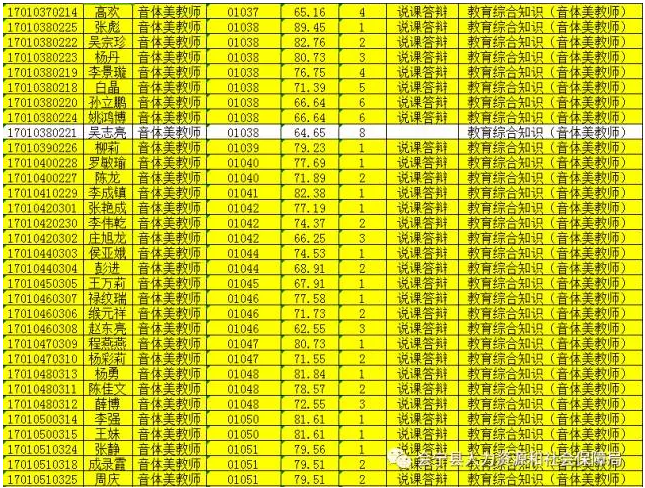 17010370214 高欢 音体美教师 01037 65.16 4 说课答辩 教育综合知识（音体美教师）
17010380225 张彪 音体美教师 01038 89.45 1 说课答辩 教育综合知识（音体美教师）
17010380222 吴宗珍 音体美教师 01038 82.76 2 说课答辩 教育综合知识（音体美教师）
17010380223 杨丹 音体美教师 01038 80.73 3 说课答辩 教育综合知识（音体美教师）
17010380219 李景璇 音体美教师 01038 76.75 4 说课答辩 教育综合知识（音体美教师）
17010380218 白晶 音体美教师 01038 71.39 5 说课答辩 教育综合知识（音体美教师）
17010380220 孙立鹏 音体美教师 01038 66.64 6 说课答辩 教育综合知识（音体美教师）
17010380224 姚鸿博 音体美教师 01038 66.64 6 说课答辩 教育综合知识（音体美教师）
17010380221 吴志亮 音体美教师 01038 64.65 8 教育综合知识（音体美教师）
17010390226 柳莉 音体美教师 01039 79.23 1 说课答辩 教育综合知识（音体美教师）
17010400228 罗敏瑜 音体美教师 01040 77.69 1 说课答辩 教育综合知识（音体美教师）
17010400227 陈龙 音体美教师 01040 71.89 2 说课答辩 教育综合知识（音体美教师）
17010410229 李成镇 音体美教师 01041 82.38 1 说课答辩 教育综合知识（音体美教师）
17010420301 张艳成 音体美教师 01042 77.19 1 说课答辩 教育综合知识（音体美教师）
17010420230 李伟乾 音体美教师 01042 74.37 2 说课答辩 教育综合知识（音体美教师）
17010420302 庄旭龙 音体美教师 01042 66.25 3 说课答辩 教育综合知识（音体美教师）
17010440303 侯亚娥 音体美教师 01044 74.53 1 说课答辩 教育综合知识（音体美教师）
17010440304 彭进 音体美教师 01044 68.91 2 说课答辩 教育综合知识（音体美教师）
17010450305 王万莉 音体美教师 01045 67.91 1 说课答辩 教育综合知识（音体美教师）
17010460307 禄纹瑞 音体美教师 01046 77.58 1 说课答辩 教育综合知识（音体美教师）
17010460306 缑元祥 音体美教师 01046 71.73 2 说课答辩 教育综合知识（音体美教师）
17010460308 赵东亮 音体美教师 01046 62.55 3 说课答辩 教育综合知识（音体美教师）
17010470309 程燕燕 音体美教师 01047 80.73 1 说课答辩 教育综合知识（音体美教师）
17010470310 杨彩莉 音体美教师 01047 71.55 2 说课答辩 教育综合知识（音体美教师）
17010480313 杨勇 音体美教师 01048 81.84 1 说课答辩 教育综合知识（音体美教师）
17010480311 陈佳文 音体美教师 01048 78.57 2 说课答辩 教育综合知识（音体美教师）
17010480312 薛博 音体美教师 01048 72.55 3 说课答辩 教育综合知识（音体美教师）
17010500314 李强 音体美教师 01050 81.61 1 说课答辩 教育综合知识（音体美教师）
17010500315 王妹 音体美教师 01050 81.61 1 说课答辩 教育综合知识（音体美教师）
17010510324 张静 音体美教师 01051 79.56 1 说课答辩 教育综合知识（音体美教师）
17010510318 成录霞 音体美教师 01051 79.51 2 说课答辩 教育综合知识（音体美教师）
17010510325 周庆 音体美教师 01051 79.51 2 说课答辩 教育综合知识（音体美教师）
县人力资源和社会保障局